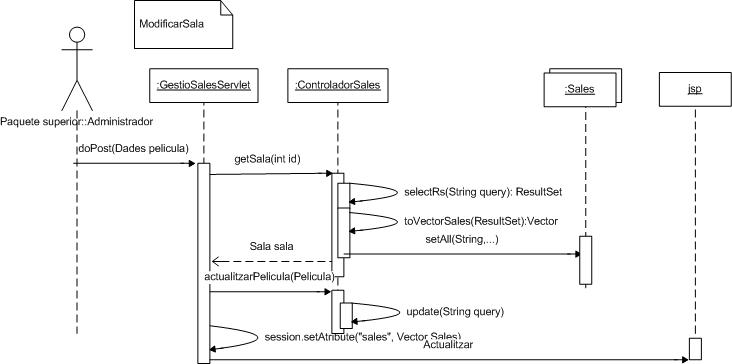 ModificarSala
:GestioSalesServlet
:ControladorSales
:Sales
jsp
Paquete superior::Administrador
doPost(Dades pelicula)
getSala(int id)
selectRs(String query): ResultSet
toVectorSales(ResultSet):Vector
setAll(String,...)
Sala sala
actualitzarPelicula(Pelicula)
update(String query)
session.setAtribute("sales", Vector Sales)
Actualitzar